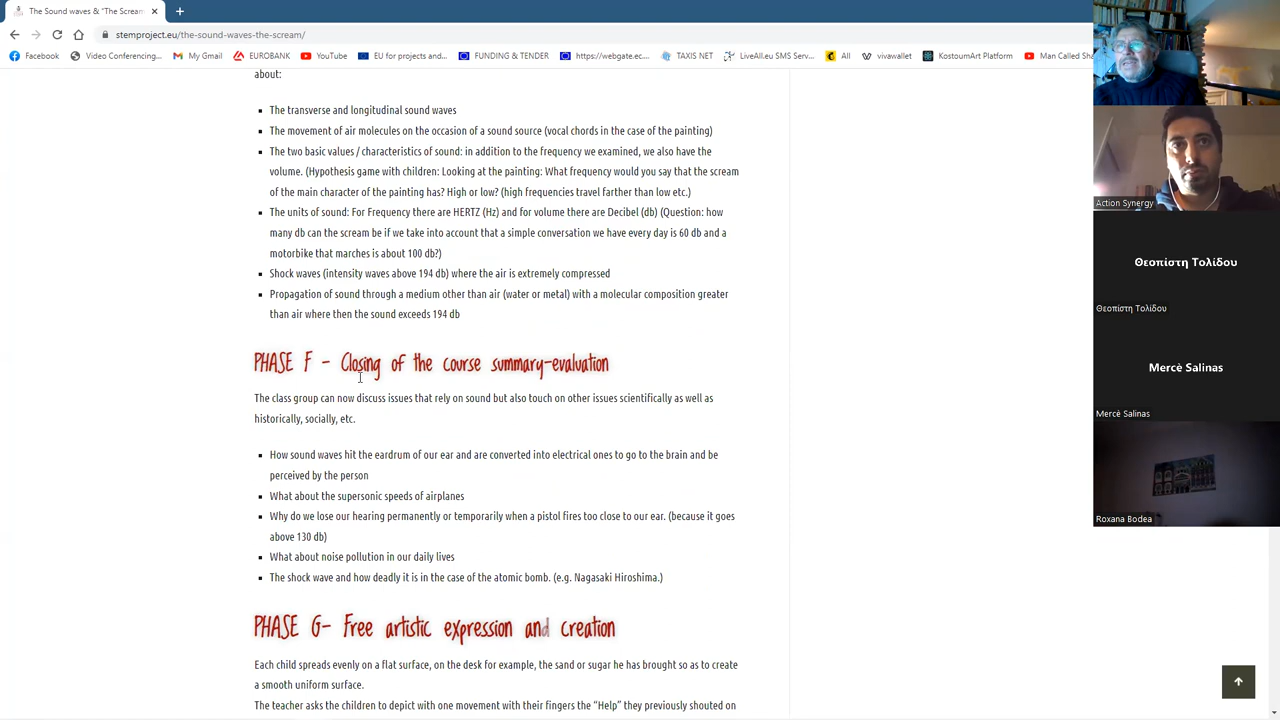 The Sound waves & "The Scream
stemproject.eu/the-sound-waves-the-scream/
Facebook
Video Conferencing...
My Gmail
EUROBANK
YouTube
EU for projects and...
FUNDING & TENDER
https://webgate.ec....
TAXIS NET
LiveAll.eu SMS Serv...
All
vivawallet
KostoumArt Platform
Man Called Sha
about:
The transverse and longitudinal sound waves
The movement of air molecules on the occasion of a sound source (vocal chords in the case of the painting)
The two basic values / characteristics of sound: in addition to the frequency we examined, we also have the
volume. (Hypothesis game with children: Looking at the painting: What frequency would you say that the scream
of the main character of the painting has? High or low? (high frequencies travel farther than low etc.)
The units of sound: For Frequency there are HERTZ (Hz) and for volume there are Decibel (db) (Question: how
many db can the scream be if we take into account that a simple conversation we have every day is 60 db and a
motorbike that marches is about 100 db?)
Shock waves (intensity waves above 194 db) where the air is extremely compressed
Propagation of sound through a medium other than air (water or metal) with a molecular composition greater
than air where then the sound exceeds 194 db
PHASE F - Closing of the course summary-evaluation
The class group can now discuss issues that rely on sound but also touch on other issues scientifically as well as
historically, socially, etc.
How sound waves hit the eardrum of our ear and are converted into electrical ones to go to the brain and be
perceived by the person
What about the supersonic speeds of airplanes
Why do we lose our hearing permanently or temporarily when a pistol fires too close to our ear. (because it goes
above 130 db)
What about noise pollution in our daily lives
The shock wave and how deadly it is in the case of the atomic bomb. (e.g. Nagasaki Hiroshima.)
PHASE G- Free artistic expression and creation
Each child spreads evenly on a flat surface, on the desk for example, the sand or sugar he has brought so as to create
a smooth uniform surface.
The teacher asks the children to depict with one movement with their fingers the "Help" they previously shouted on
Action Synergy
Θεοπίστη Τολίδου
Θεοπίστη Τολίδου
Mercè Salinas
Mercè Salinas
Roxana Bodea